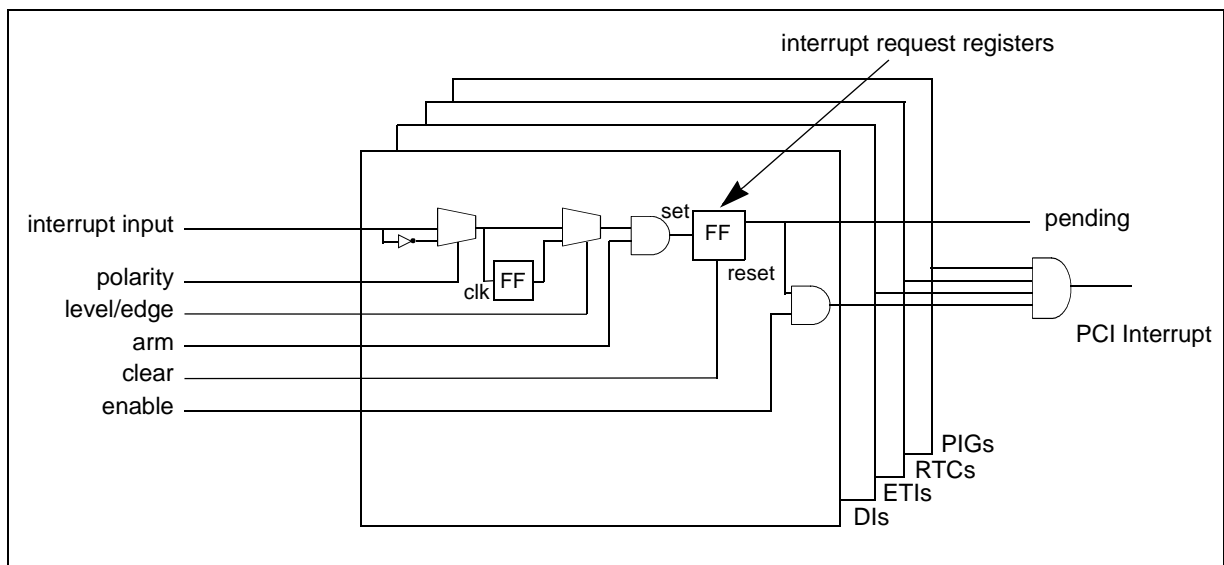 interrupt request registers
interrupt input
set
FF
pending
reset
polarity
clk
FF
level/edge
PCI Interrupt
arm
clear
enable
PIGs
RTCs
ETIs
DIs